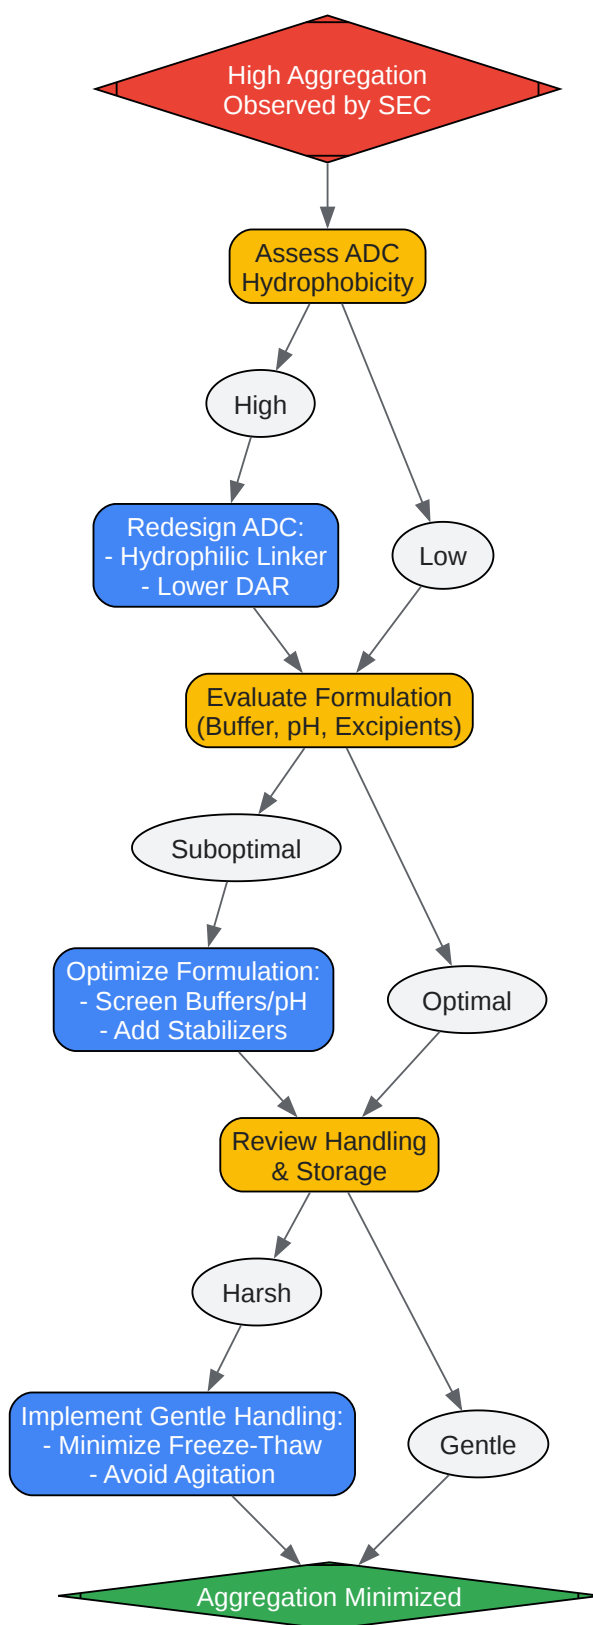 High Aggregation
Observed by SEC
Assess ADC
Hydrophobicity
High
Redesign ADC:
- Hydrophilic Linker
- Lower DAR
Low
Evaluate Formulation
(Buffer, pH, Excipients)
Suboptimal
Optimize Formulation:
- Screen Buffers/pH
- Add Stabilizers
Optimal
Review Handling
& Storage
Harsh
Implement Gentle Handling:
- Minimize Freeze-Thaw
- Avoid Agitation
Gentle
Aggregation Minimized